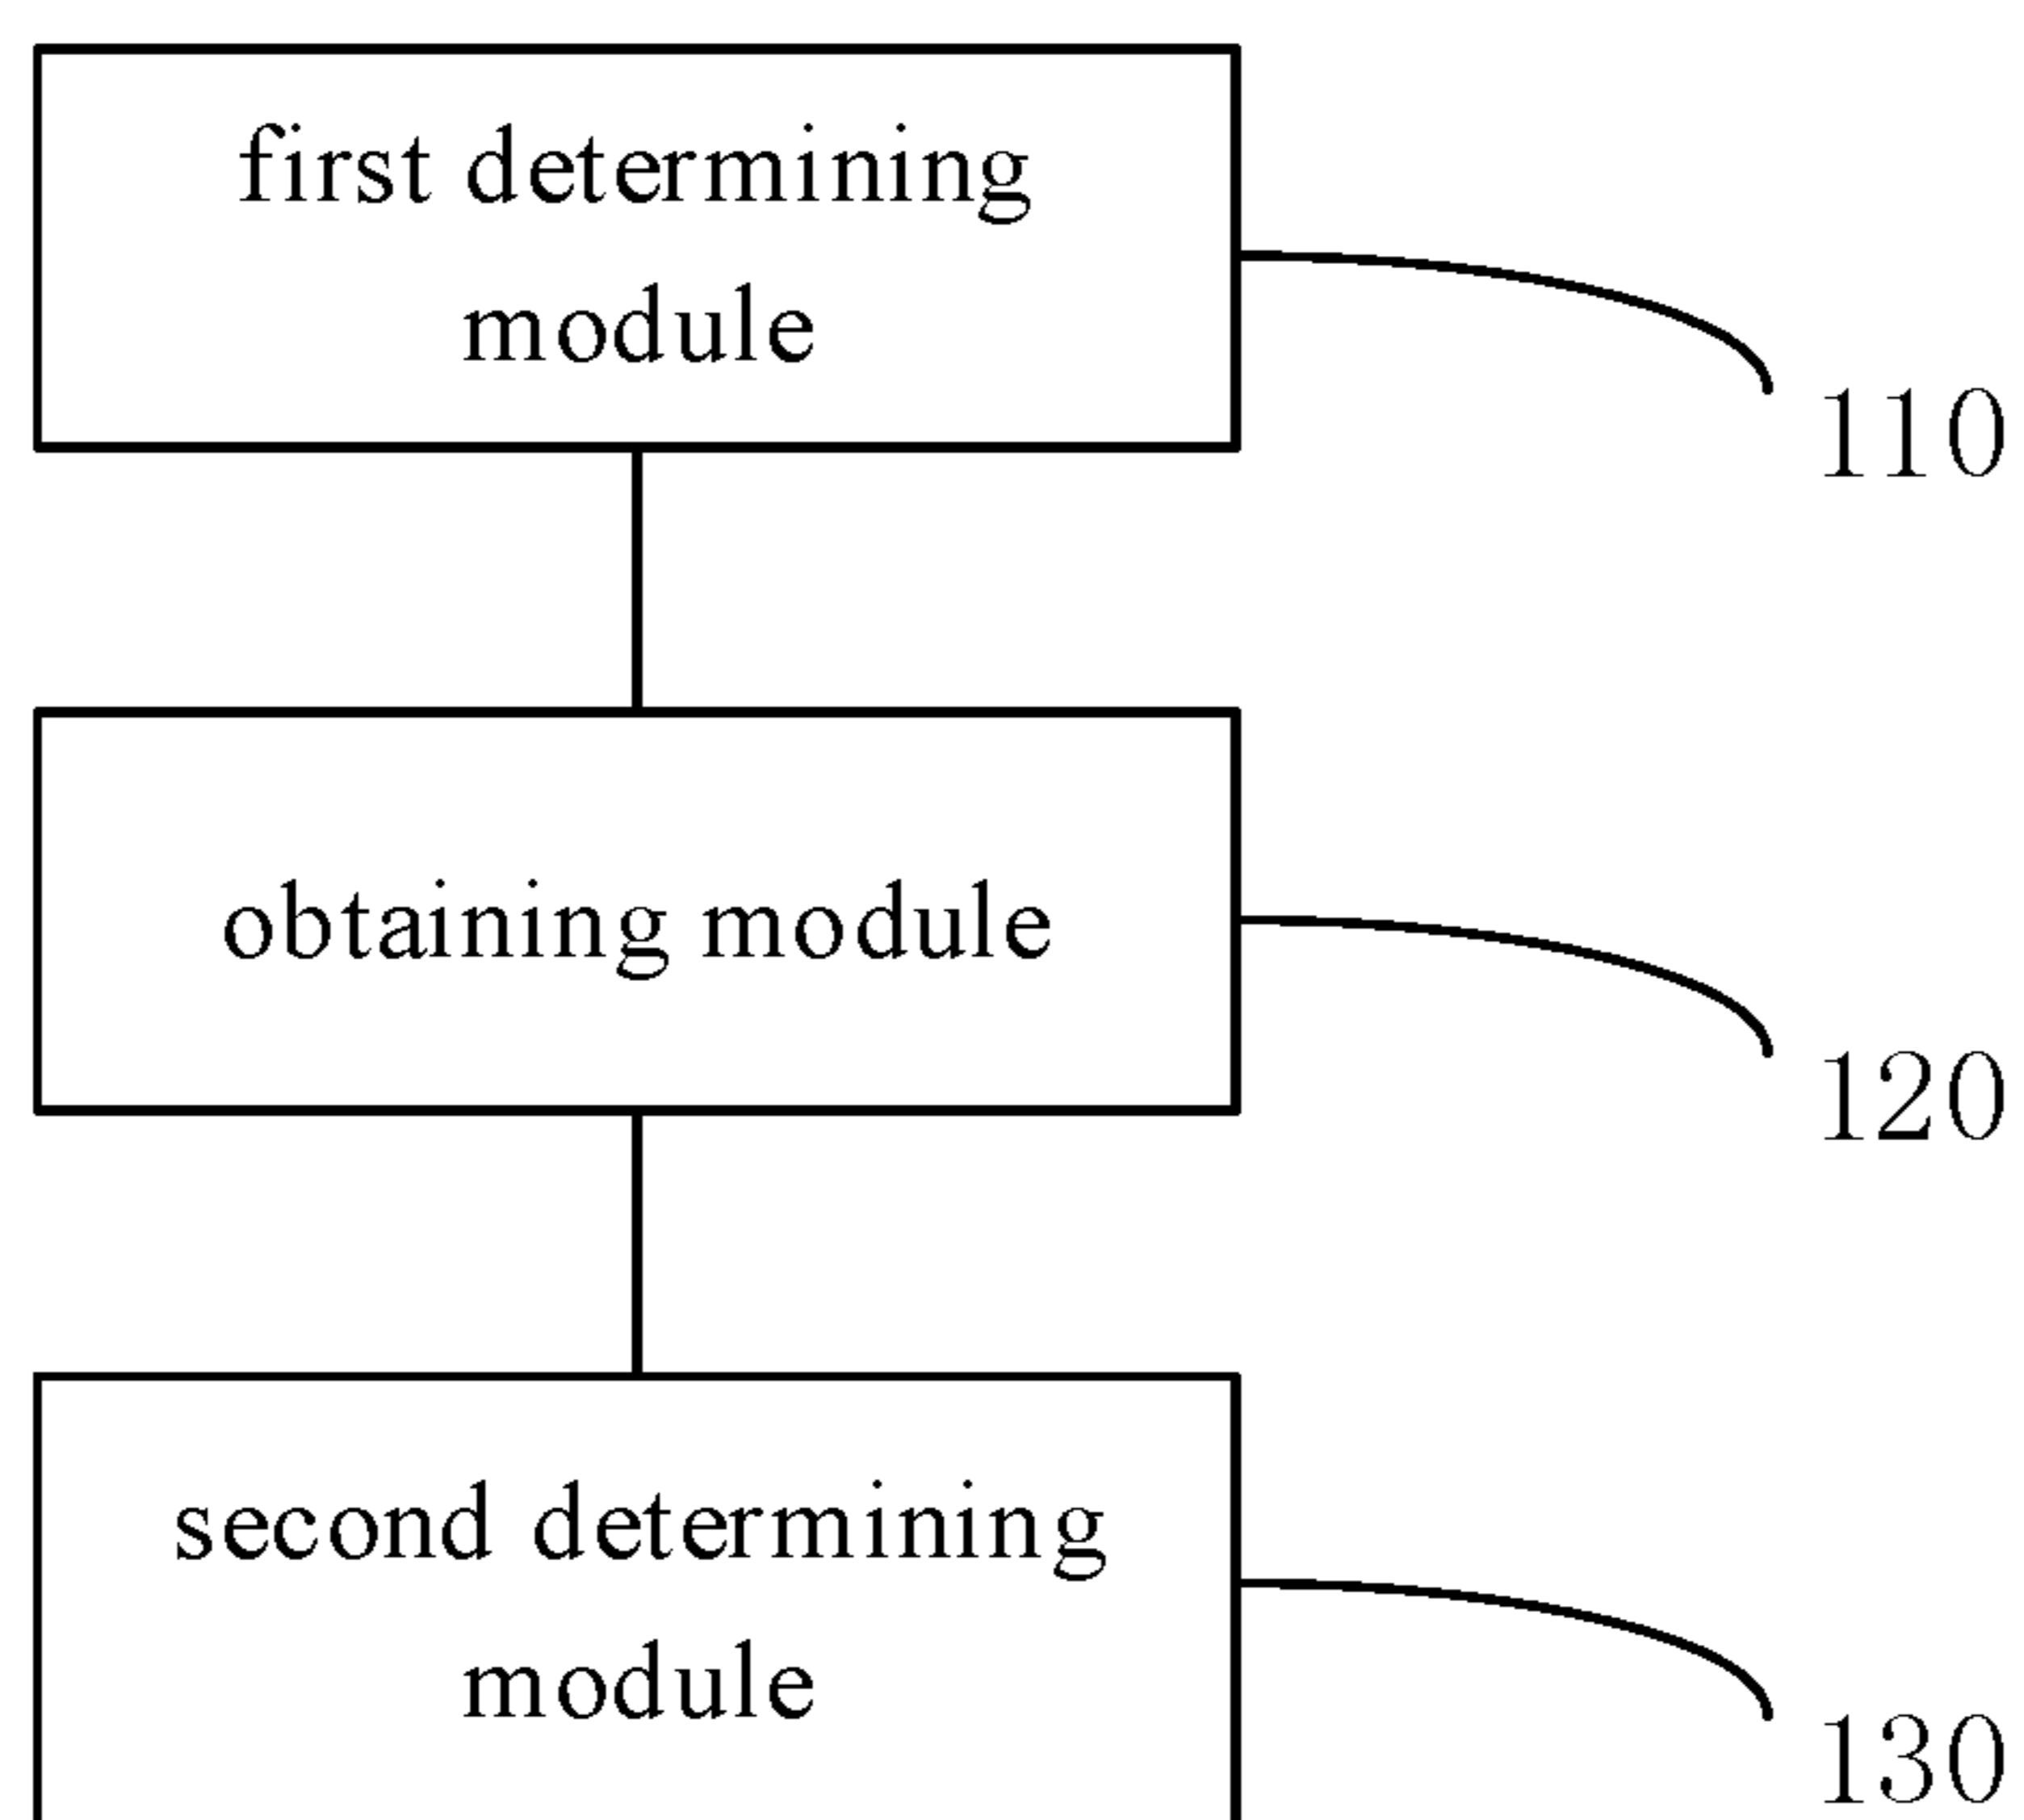 first determining
module
110
obtaining module
120
second determining
module
130